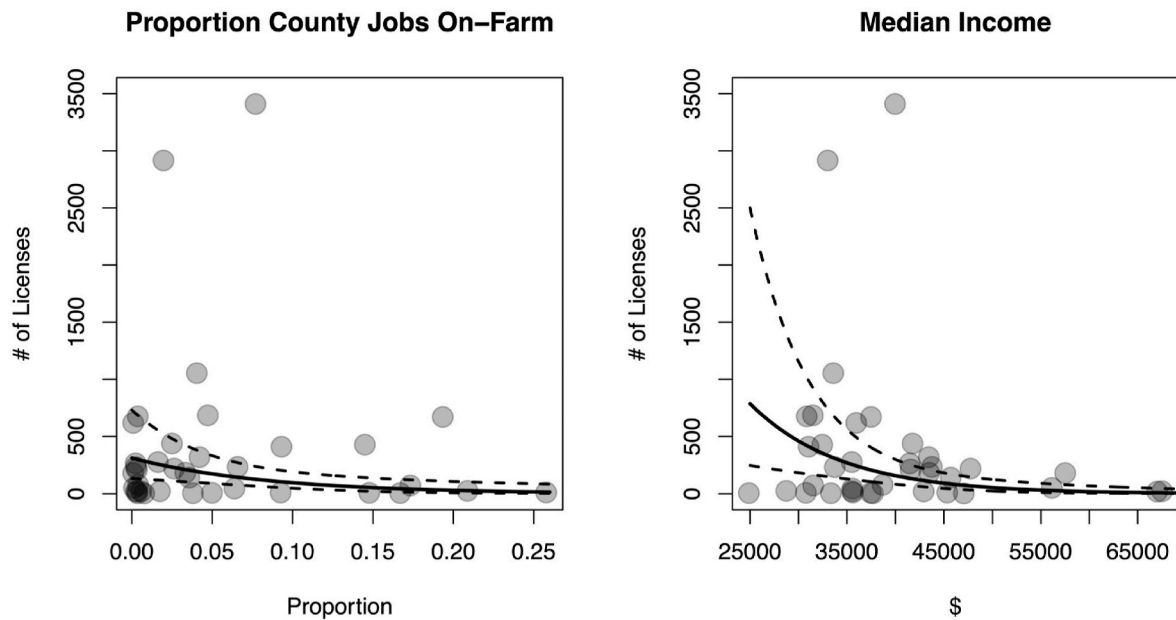 Proportion County Jobs On–Farm
# of Licenses
3500
2500
1500
500
0
0.00 0.05 0.10 0.15 0.20 0.25
Proportion
Median Income
# of Licenses
3500
2500
1500
500
0
25000 35000 45000 55000 65000
$